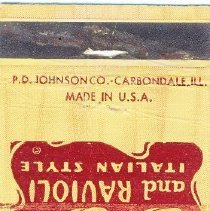 P.D. JOHNSON CO.-CARBONDALE, ILL.
MADE IN U.S.A.
and RAVIOLI
ITALIAN STYLE